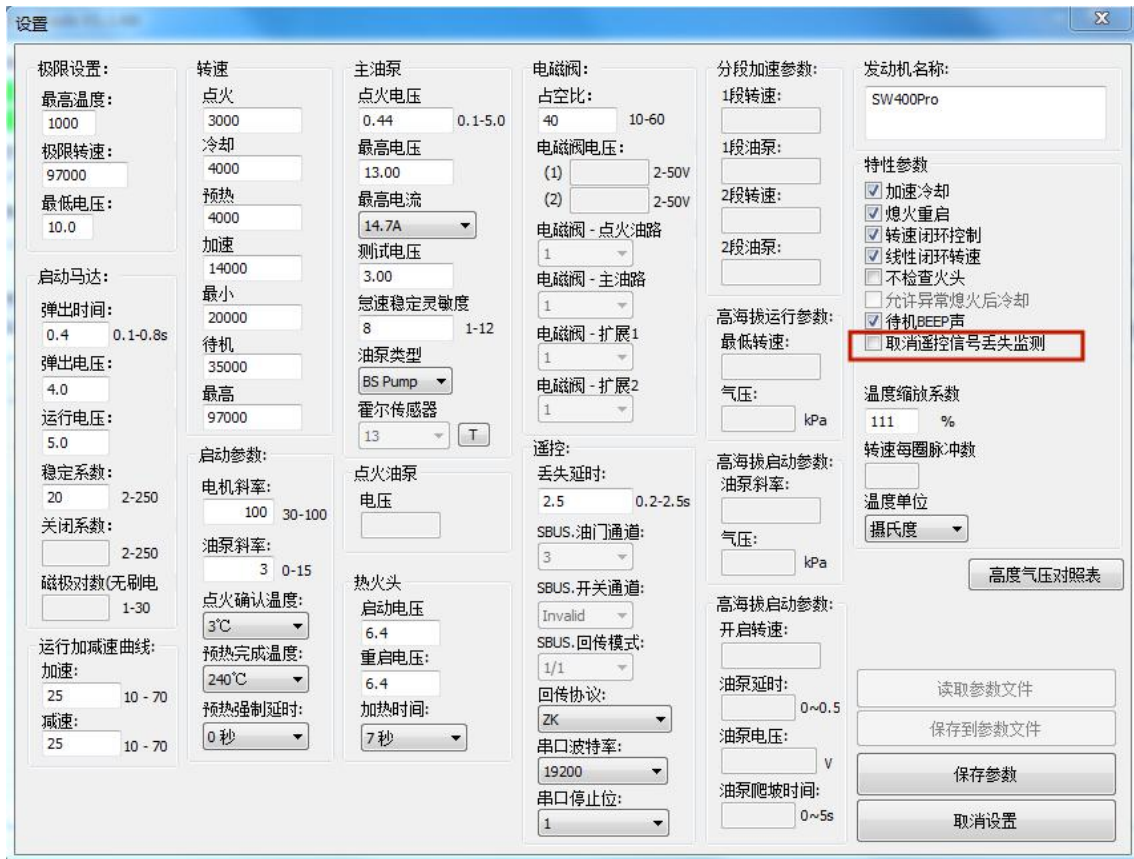 设置
极限设置:
最高温度:
1000
极限转速:
97000
最低电压:
10.0
启动马达:
弹出时间:
0.4 0.1-0.8s
弹出电压:
4.0
运行电压:
5.0
稳定系数:
20 2-250
关闭系数:
2-250
磁极对数(无刷电
1-30
运行加减速曲线:
加速:
25 10 - 70
减速:
25 10 - 70
转速
点火
3000
冷却
4000
预热
4000
加速
14000
最小
20000
待机
35000
最高
97000
启动参数:
电机斜率:
100 30-100
油泵斜率:
3 0-15
点火确认温度:
3℃
预热完成温度:
240℃
预热强制延时:
0 秒
主油泵
点火电压
0.44 0.1-5.0
最高电压
13.00
最高电流
14.7A
测试电压
3.00
怠速稳定灵敏度
8 1-12
油泵类型
BS Pump
霍尔传感器
13 T
点火油泵
电压
热火头
启动电压
6.4
重启电压:
6.4
加热时间:
7 秒
电磁阀:
占空比:
40 10-60
电磁阀电压:
(1) 2-50V
(2) 2-50V
电磁阀 - 点火油路
1
电磁阀 - 主油路
1
电磁阀 - 扩展1
1
电磁阀 - 扩展2
1
遥控:
丢失延时:
2.5 0.2-2.5s
SBUS.油门通道:
3
SBUS.开关通道:
Invalid
SBUS.回传模式:
1/1
回传协议:
ZK
串口波特率:
19200
串口停止位:
1
分段加速参数:
1段转速:
1段油泵:
2段转速:
2段油泵:
高海拔运行参数:
最低转速:
气压:
kPa
高海拔启动参数:
油泵斜率:
气压:
kPa
高海拔启动参数:
开启转速:
油泵延时:
0~0.5
油泵电压:
V
油泵爬坡时间:
0~5s
发动机名称:
SW400Pro
特性参数
加速冷却
熄火重启
转速闭环控制
线性闭环转速
不检查火头
允许异常熄火后冷却
待机BEEP声
取消遥控信号丢失监测
温度缩放系数
111 %
转速每圈脉冲数
温度单位
摄氏度
高度气压对照表
读取参数文件
保存到参数文件
保存参数
取消设置